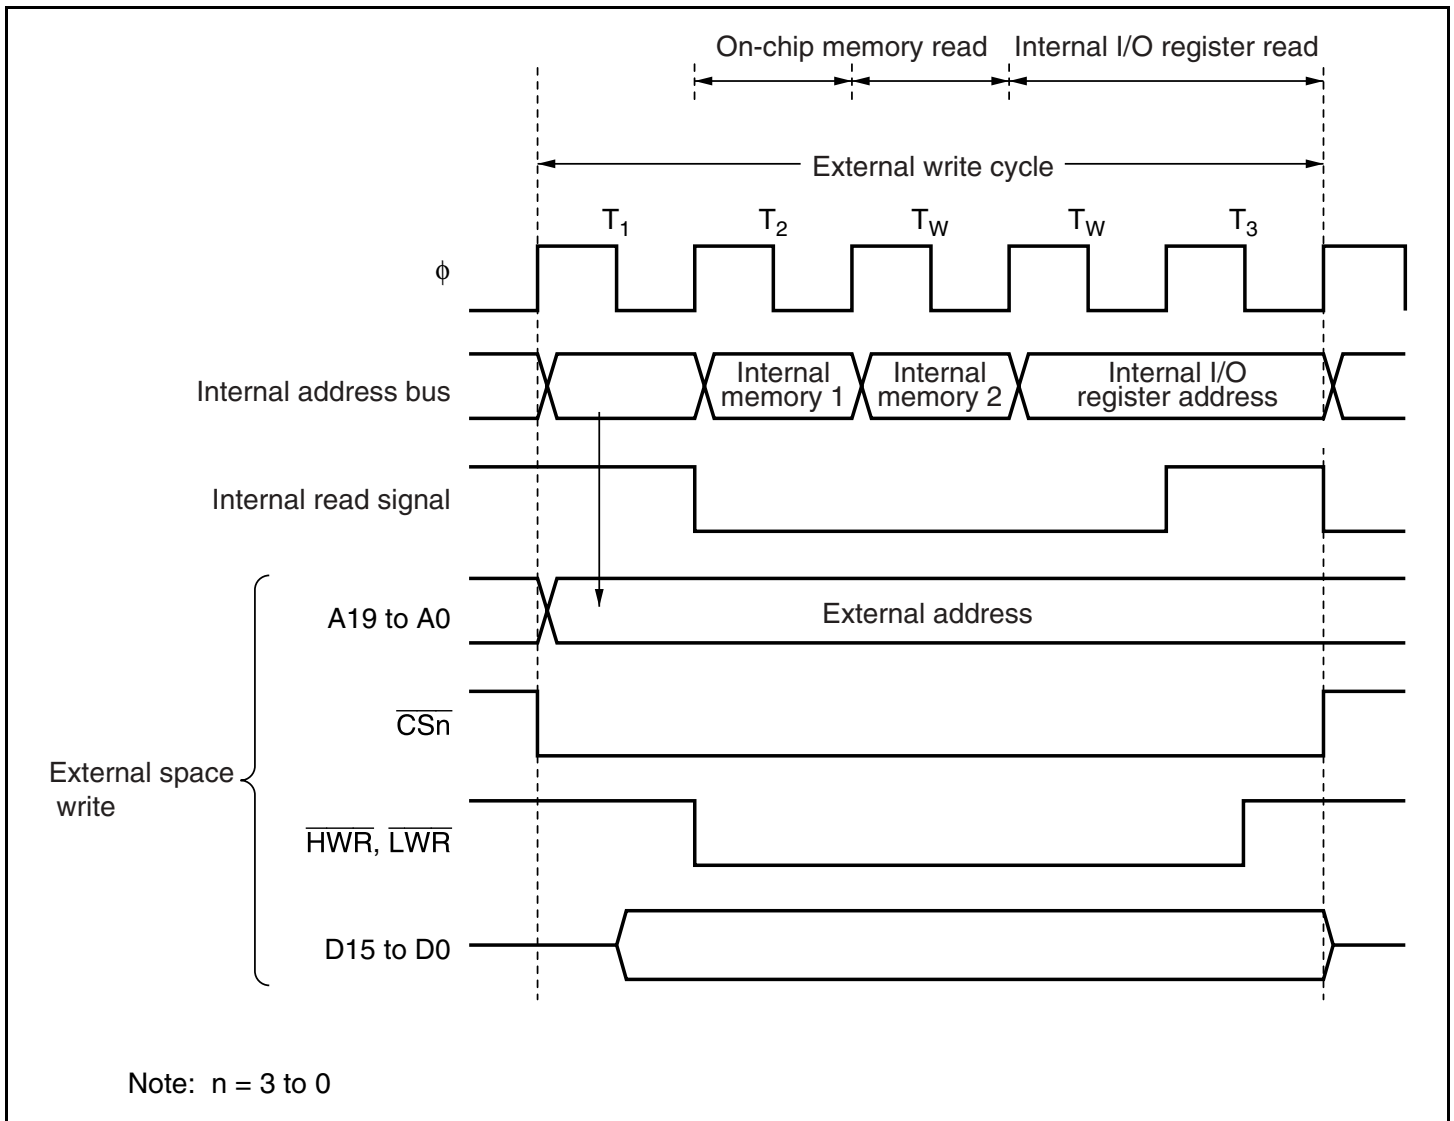 On-chip memory read Internal I/O register read
External write cycle
T1 T2 TW TW T3
ϕ
Internal address bus
Internal
memory 1
Internal
memory 2
Internal I/O
register address
Internal read signal
A19 to A0
External address
CSn
External space
write
HWR, LWR
D15 to D0
Note: n = 3 to 0